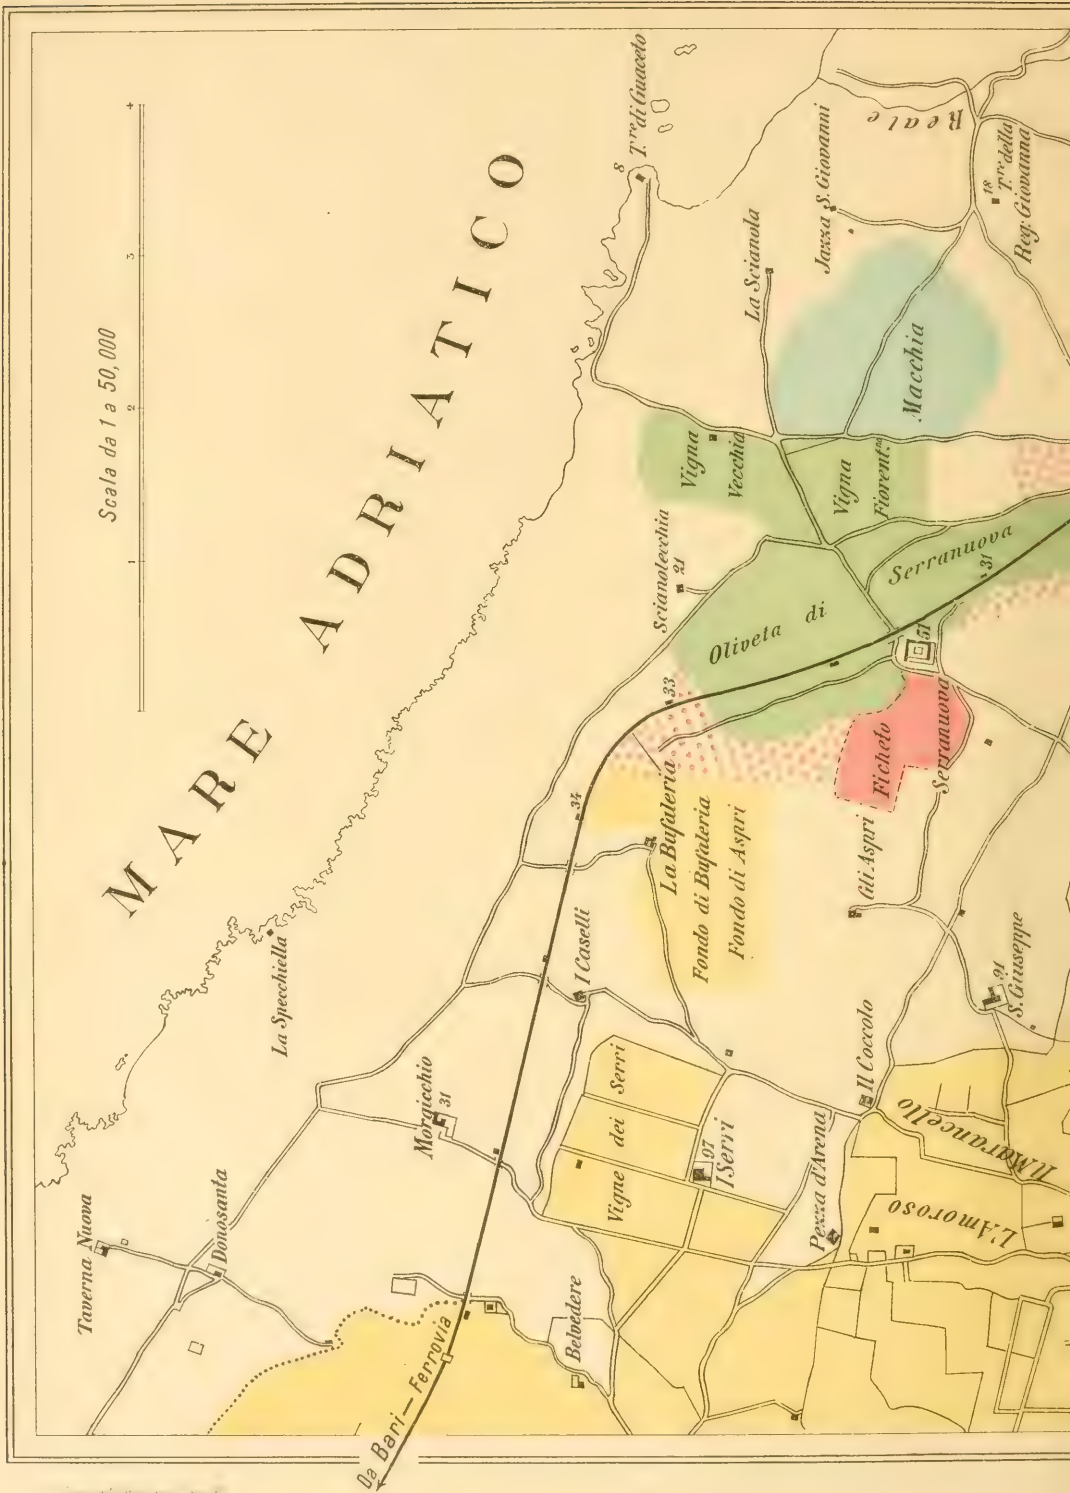 Scala da 1 a 50,000
1
2
3
4
MARE ADRIATICO
8
T.re di Guaceto
Reale
Jazza S. Giovanni
18
T.re della
Reg. Giovanna
La Scianola
Macchia
Vigna
Vecchia
Vigna
Fiorent.na
Scianolecchia
21
Oliveta di
Serranuova
31
51
33
34
Ficheto
Serranuova
La Bufaleria
Fondo di Bufaleria
Fondo di Aspri
Gli Aspri
La Specchiella
I Caselli
91
S. Giuseppe
Il Coccolo
Morgicchio
31
Vigne dei Serri
97
I Serri
Pezza d'Arena
Il Marancello
L'Amoroso
Taverna Nuova
Donosanta
Belvedere
Da Bari — Ferrovia